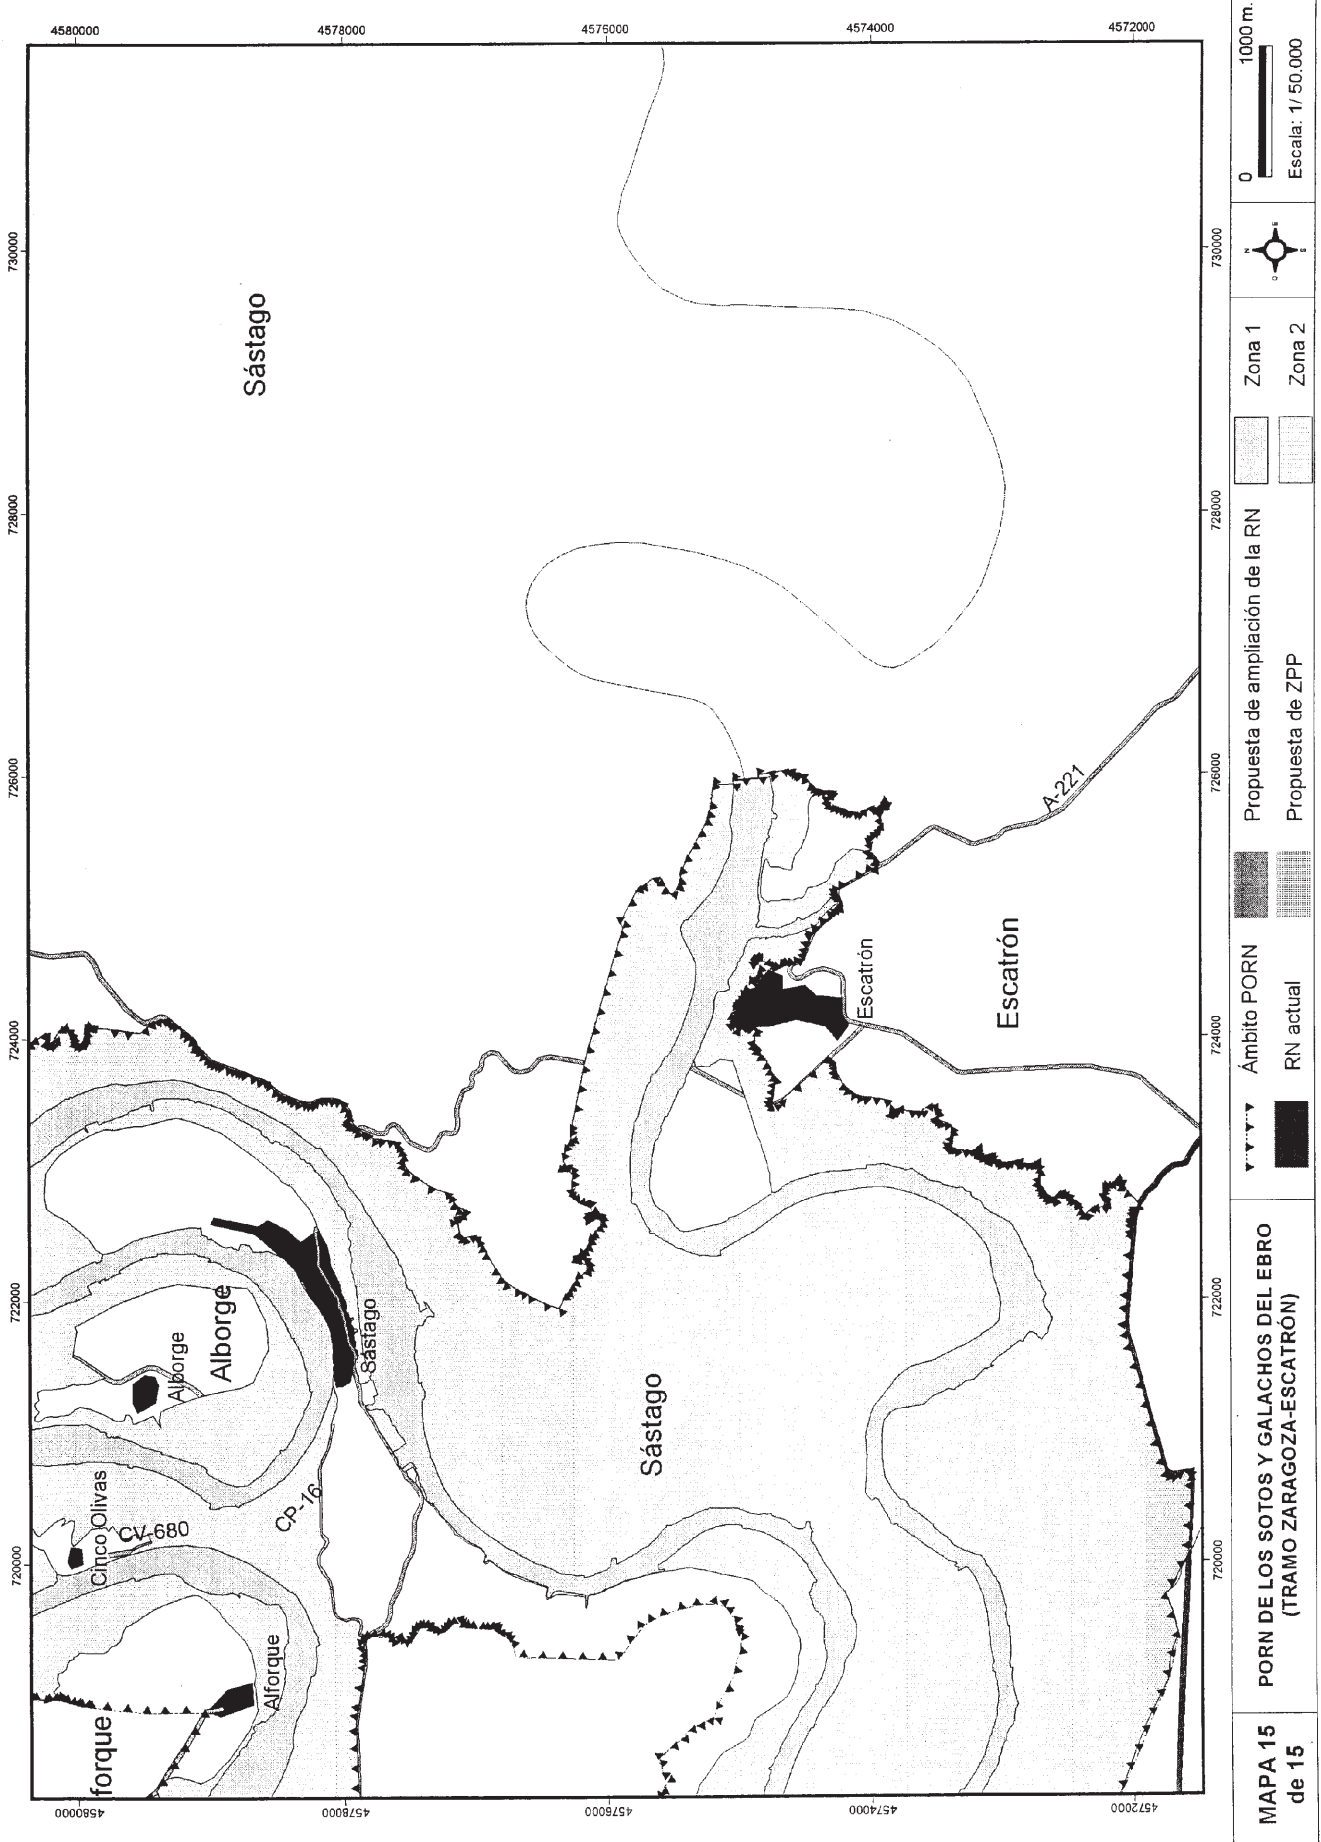 4580000
4578000
4576000
4574000
4572000
730000
728000
726000
724000
722000
720000
Sástago
A-221
Escatrón
Escatrón
Alborge
Alborge
Sástago
Sástago
Cinco Olivas
CV-680
CP-16
Alforque
forque
730000
728000
726000
724000
722000
720000
4580000
4578000
4576000
4574000
4572000
MAPA 15
de 15
PORN DE LOS SOTOS Y GALACHOS DEL EBRO
(TRAMO ZARAGOZA-ESCATRÓN)
Ámbito PORN
RN actual
Propuesta de ampliación de la RN
Propuesta de ZPP
Zona 1
Zona 2
N
O
E
S
0
1000 m.
Escala: 1/ 50.000